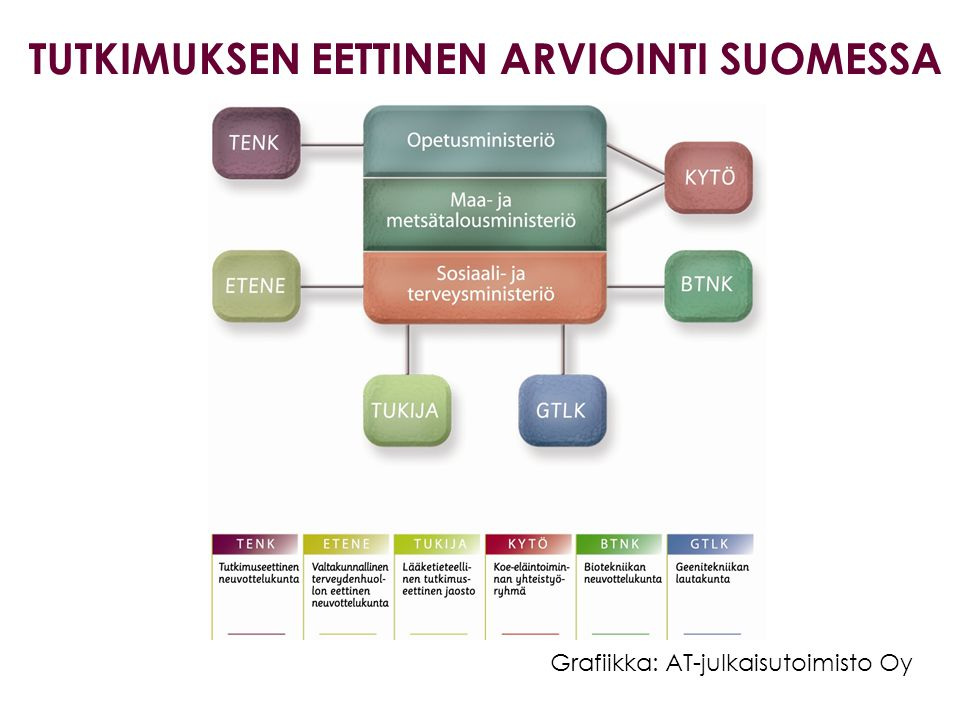 TUTKIMUKSEN EETTINEN ARVIOINTI SUOMESSA
TENK
Opetusministeriö
KYTÖ
Maa- ja
metsätalousministeriö
ETENE
Sosiaali- ja
terveysministeriö
BTNK
TUKIJA
GTLK
TENK
Tutkimuseettinen
neuvottelukunta
ETENE
Valtakunnallinen
terveydenhuol-
lon eettinen
neuvottelukunta
TUKIJA
Lääketieteelli-
nen tutkimus-
eettinen jaosto
KYTÖ
Koe-eläintoimin-
nan yhteistyö-
ryhmä
BTNK
Biotekniikan
neuvottelukunta
GTLK
Geenitekniikan
lautakunta
Grafiikka: AT-julkaisutoimisto Oy